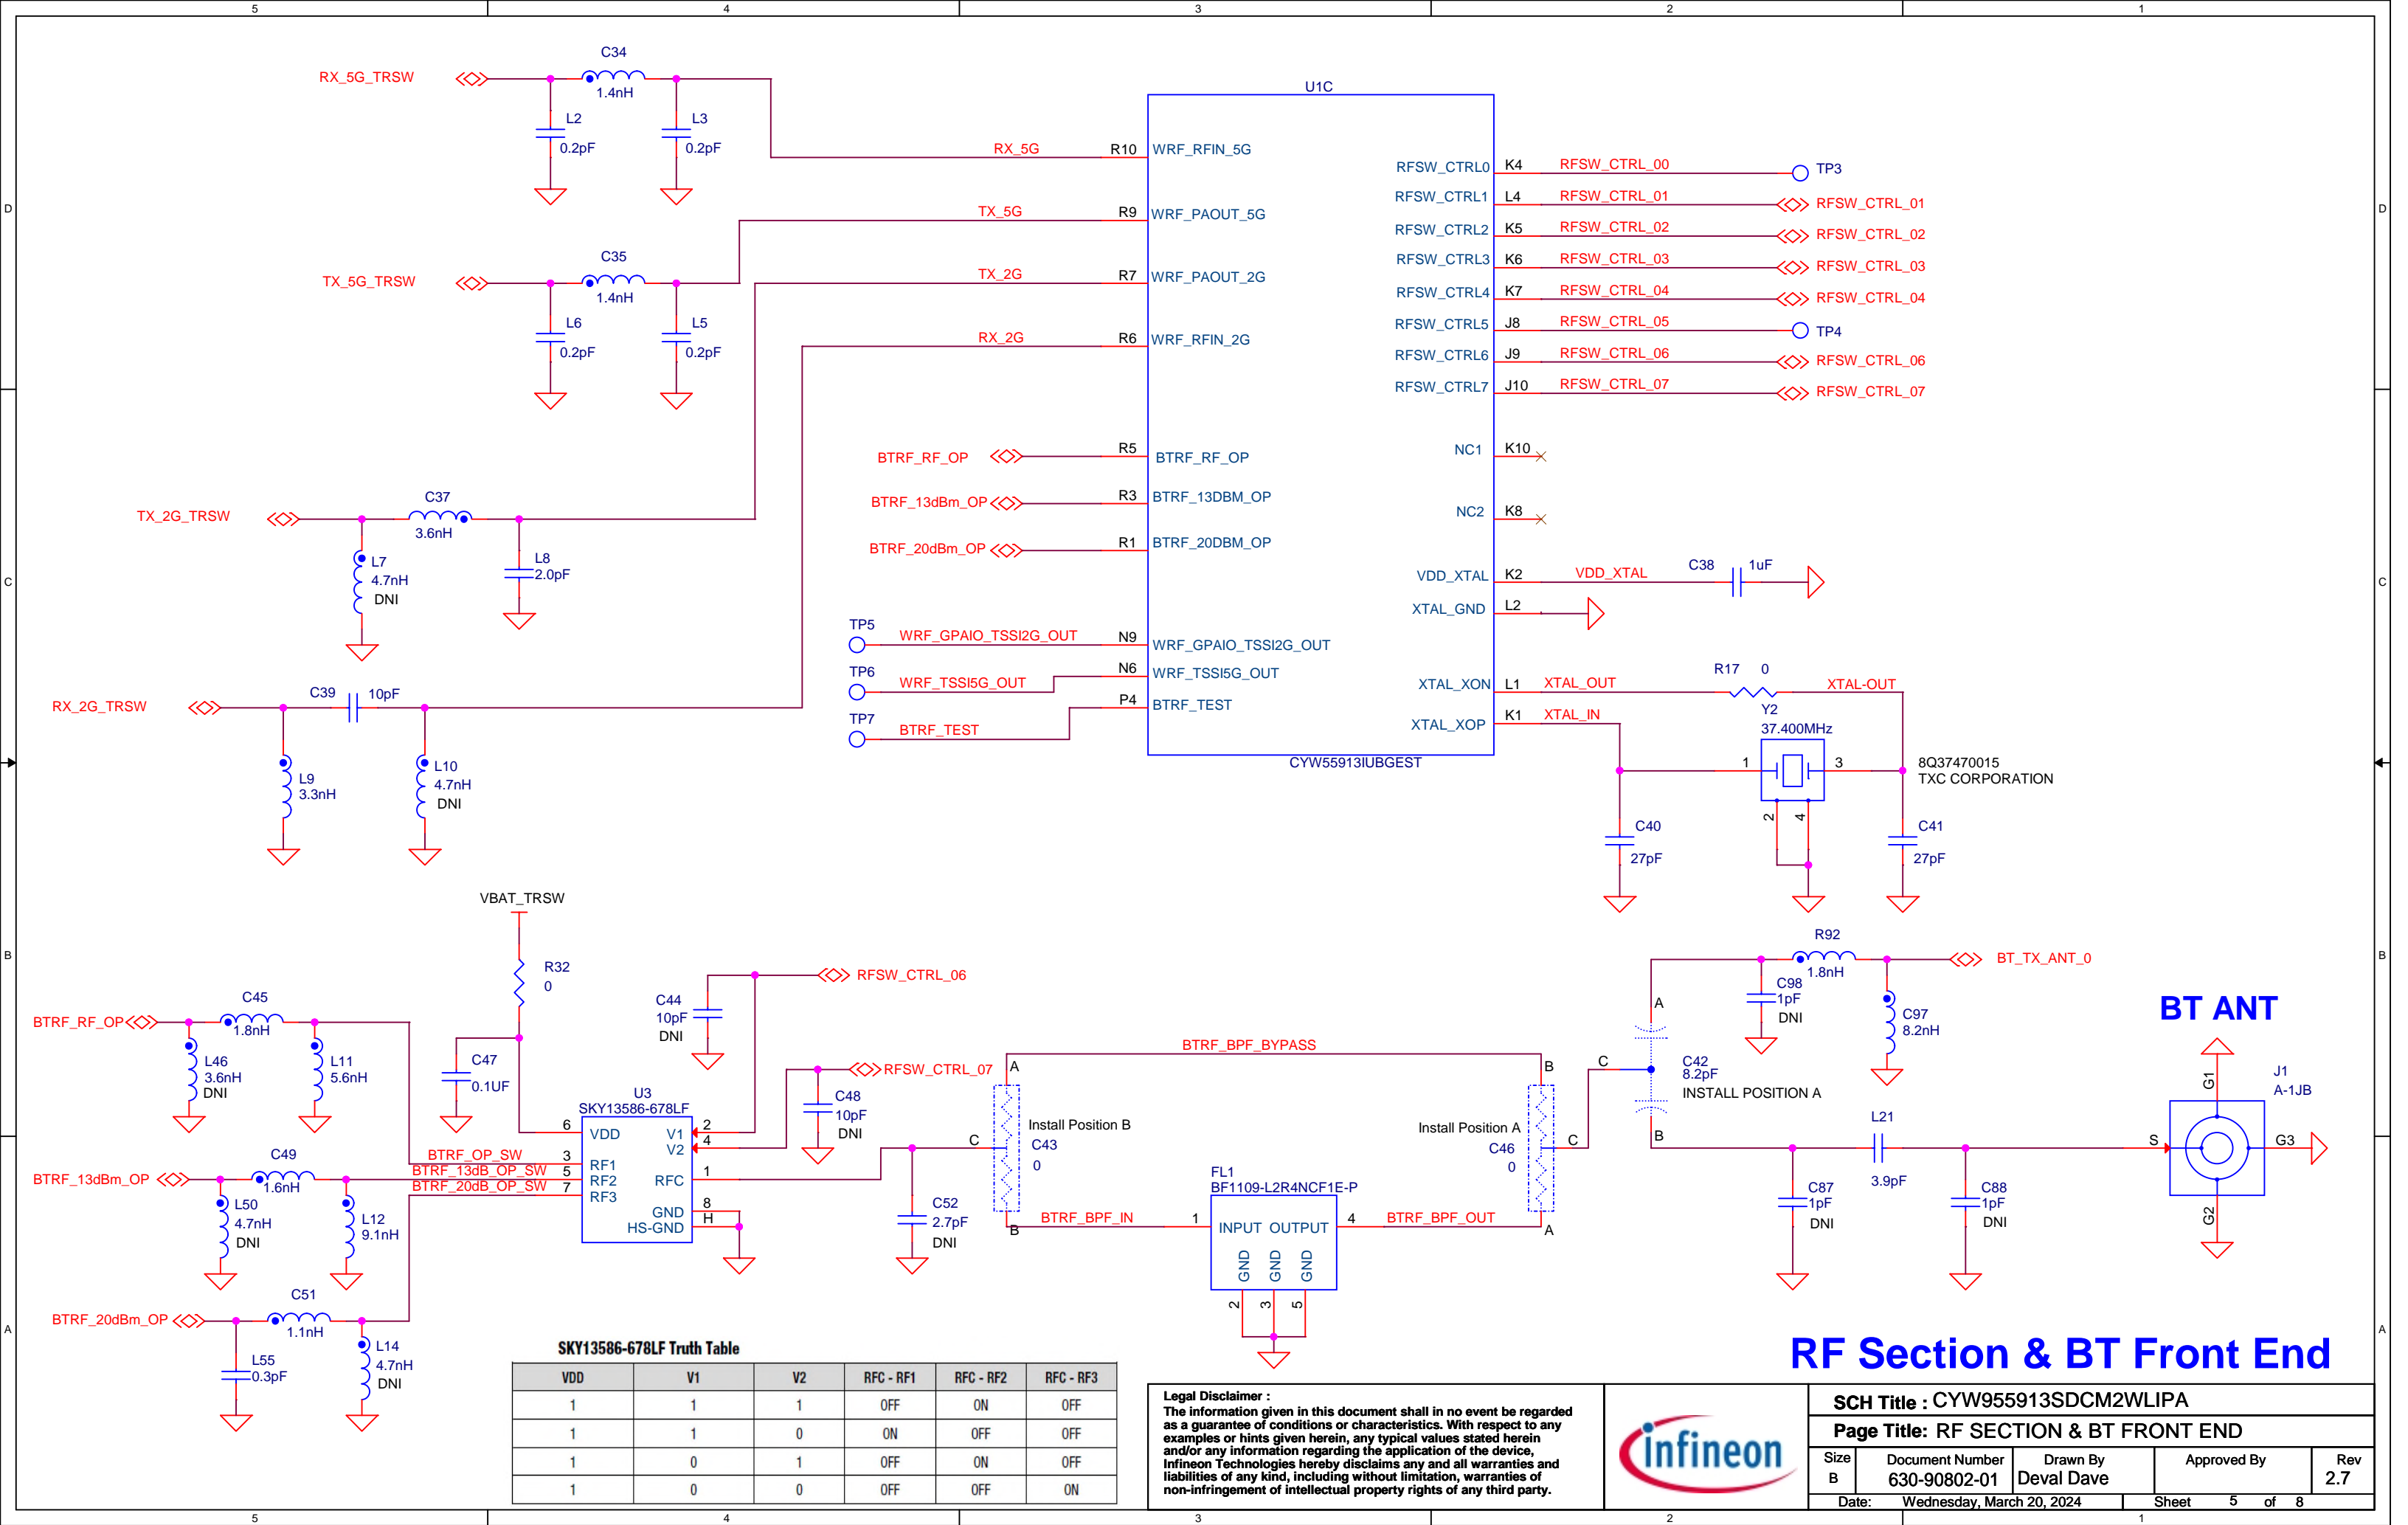 5
4
3
2
1
D
C
B
A
D
C
B
A
RX_5G_TRSW
C34
1.4nH
L2
0.2pF
L3
0.2pF
TX_5G_TRSW
C35
1.4nH
L6
0.2pF
L5
0.2pF
TX_2G_TRSW
C37
3.6nH
L7
4.7nH
DNI
L8
2.0pF
RX_2G_TRSW
C39
10pF
L9
3.3nH
L10
4.7nH
DNI
U1C
RX_5G
R10
WRF_RFIN_5G
TX_5G
R9
WRF_PAOUT_5G
TX_2G
R7
WRF_PAOUT_2G
RX_2G
R6
WRF_RFIN_2G
BTRF_RF_OP
R5
BTRF_RF_OP
BTRF_13dBm_OP
R3
BTRF_13DBM_OP
BTRF_20dBm_OP
R1
BTRF_20DBM_OP
TP5
WRF_GPAIO_TSSI2G_OUT
N9
WRF_GPAIO_TSSI2G_OUT
TP6
WRF_TSSI5G_OUT
N6
WRF_TSSI5G_OUT
TP7
BTRF_TEST
P4
BTRF_TEST
RFSW_CTRL0
K4
RFSW_CTRL_00
TP3
RFSW_CTRL1
L4
RFSW_CTRL_01
RFSW_CTRL_01
RFSW_CTRL2
K5
RFSW_CTRL_02
RFSW_CTRL_02
RFSW_CTRL3
K6
RFSW_CTRL_03
RFSW_CTRL_03
RFSW_CTRL4
K7
RFSW_CTRL_04
RFSW_CTRL_04
RFSW_CTRL5
J8
RFSW_CTRL_05
TP4
RFSW_CTRL6
J9
RFSW_CTRL_06
RFSW_CTRL_06
RFSW_CTRL7
J10
RFSW_CTRL_07
RFSW_CTRL_07
NC1
K10
NC2
K8
VDD_XTAL
K2
VDD_XTAL
C38
1uF
XTAL_GND
L2
XTAL_XON
L1
XTAL_OUT
R17
0
XTAL-OUT
XTAL_XOP
K1
XTAL_IN
Y2
37.400MHz
1
3
2
4
8Q37470015
TXC CORPORATION
C40
27pF
C41
27pF
CYW55913IUBGEST
VBAT_TRSW
R32
0
C47
0.1UF
BTRF_RF_OP
C45
1.8nH
L46
3.6nH
DNI
L11
5.6nH
BTRF_13dBm_OP
C49
1.6nH
L50
4.7nH
DNI
L12
9.1nH
BTRF_20dBm_OP
C51
1.1nH
L55
0.3pF
L14
4.7nH
DNI
BTRF_OP_SW
BTRF_13dB_OP_SW
BTRF_20dB_OP_SW
U3
SKY13586-678LF
6
VDD
3
RF1
5
RF2
7
RF3
V1
2
V2
4
RFC
1
GND
8
HS-GND
H
RFSW_CTRL_06
C44
10pF
DNI
RFSW_CTRL_07
C48
10pF
DNI
C52
2.7pF
DNI
BTRF_BPF_BYPASS
A
C
B
Install Position B
C43
0
BTRF_BPF_IN
FL1
BF1109-L2R4NCF1E-P
1
INPUT
OUTPUT
4
GND
GND
GND
2
3
5
BTRF_BPF_OUT
B
C
A
Install Position A
C46
0
C
A
B
C42
8.2pF
INSTALL POSITION A
R92
1.8nH
C98
1pF
DNI
C97
8.2nH
BT_TX_ANT_0
L21
3.9pF
C87
1pF
DNI
C88
1pF
DNI
BT ANT
J1
A-1JB
S
G1
G2
G3
SKY13586-678LF Truth Table
VDD V1 V2 RFC - RF1 RFC - RF2 RFC - RF3
1 1 1 OFF ON OFF
1 1 0 ON OFF OFF
1 0 1 OFF ON OFF
1 0 0 OFF OFF ON
RF Section & BT Front End
Legal Disclaimer :
The information given in this document shall in no event be regarded
as a guarantee of conditions or characteristics. With respect to any
examples or hints given herein, any typical values stated herein
and/or any information regarding the application of the device,
Infineon Technologies hereby disclaims any and all warranties and
liabilities of any kind, including without limitation, warranties of
non-infringement of intellectual property rights of any third party.
infineon
SCH Title : CYW955913SDCM2WLIPA
Page Title: RF SECTION & BT FRONT END
Size
B
Document Number
630-90802-01
Drawn By
Deval Dave
Approved By
Rev
2.7
Date: Wednesday, March 20, 2024
Sheet 5 of 8
5
4
3
2
1